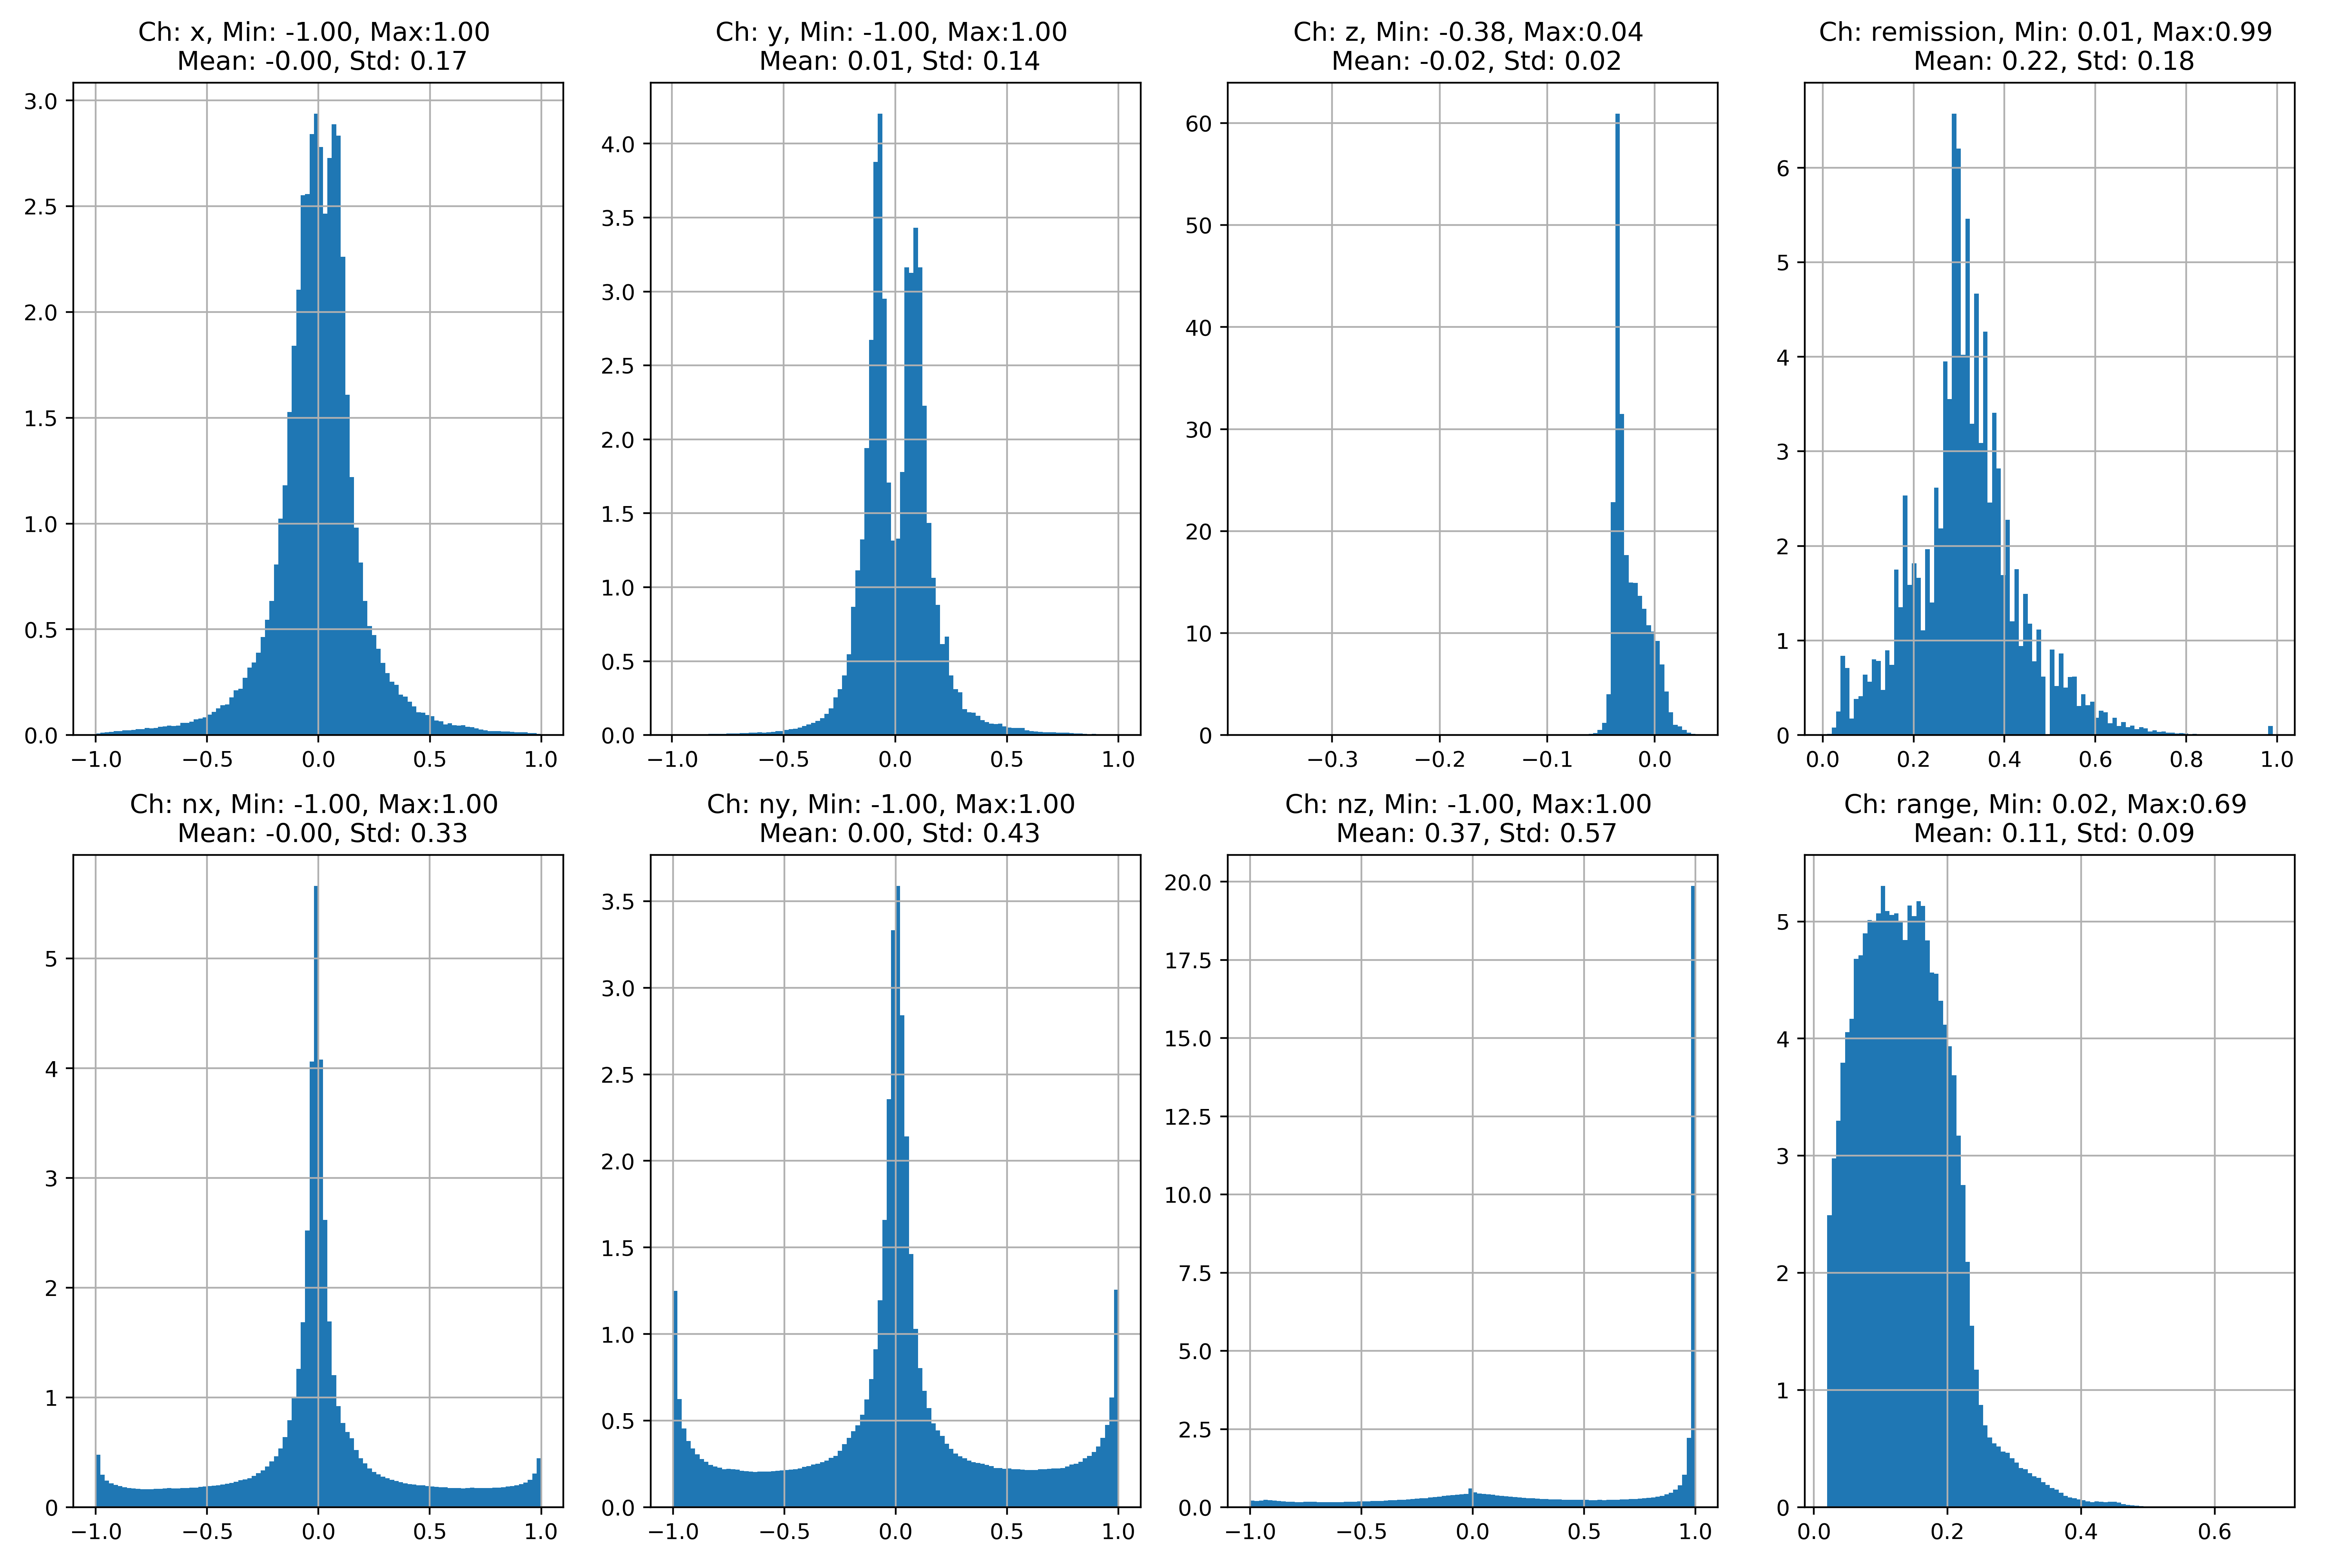 Ch: x, Min: -1.00, Max:1.00
Mean: -0.00, Std: 0.17
3.0
2.5
2.0
1.5
1.0
0.5
0.0
−1.0 −0.5 0.0 0.5 1.0
Ch: y, Min: -1.00, Max:1.00
Mean: 0.01, Std: 0.14
4.0
3.5
3.0
2.5
2.0
1.5
1.0
0.5
0.0
−1.0 −0.5 0.0 0.5 1.0
Ch: z, Min: -0.38, Max:0.04
Mean: -0.02, Std: 0.02
60
50
40
30
20
10
0
−0.3 −0.2 −0.1 0.0
Ch: remission, Min: 0.01, Max:0.99
Mean: 0.22, Std: 0.18
6
5
4
3
2
1
0
0.0 0.2 0.4 0.6 0.8 1.0
Ch: nx, Min: -1.00, Max:1.00
Mean: -0.00, Std: 0.33
5
4
3
2
1
0
−1.0 −0.5 0.0 0.5 1.0
Ch: ny, Min: -1.00, Max:1.00
Mean: 0.00, Std: 0.43
3.5
3.0
2.5
2.0
1.5
1.0
0.5
0.0
−1.0 −0.5 0.0 0.5 1.0
Ch: nz, Min: -1.00, Max:1.00
Mean: 0.37, Std: 0.57
20.0
17.5
15.0
12.5
10.0
7.5
5.0
2.5
0.0
−1.0 −0.5 0.0 0.5 1.0
Ch: range, Min: 0.02, Max:0.69
Mean: 0.11, Std: 0.09
5
4
3
2
1
0
0.0 0.2 0.4 0.6